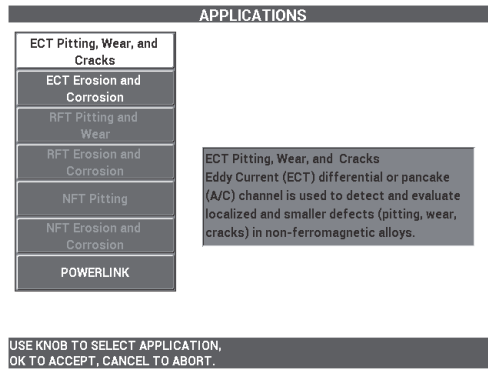 APPLICATIONS
ECT Pitting, Wear, and
Cracks
ECT Erosion and
Corrosion
RFT Pitting and
Wear
RFT Erosion and
Corrosion
NFT Pitting
NFT Erosion and
Corrosion
POWERLINK
ECT Pitting, Wear, and Cracks
Eddy Current (ECT) differential or pancake
(A/C) channel is used to detect and evaluate
localized and smaller defects (pitting, wear,
cracks) in non-ferromagnetic alloys.
USE KNOB TO SELECT APPLICATION,
OK TO ACCEPT, CANCEL TO ABORT.